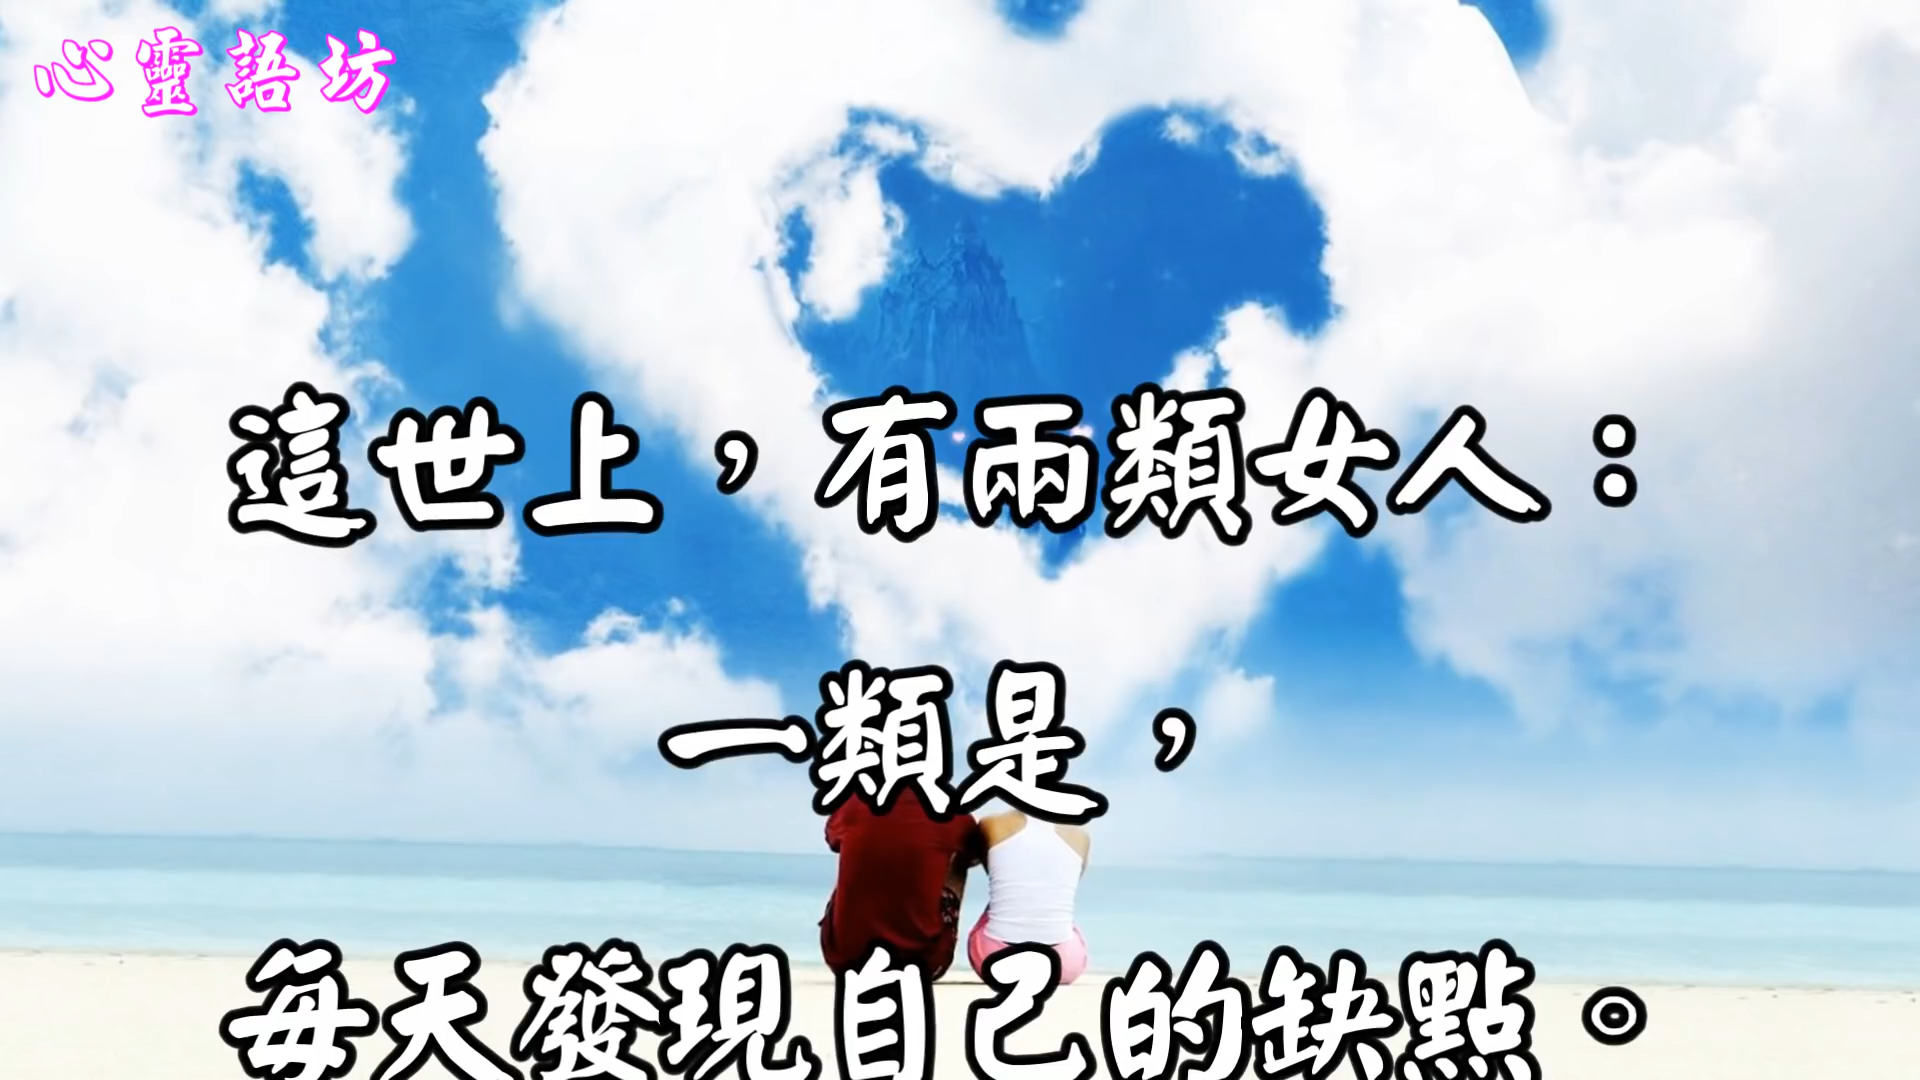 心靈語坊
這世上，有兩類女人：
一類是，
每天發現自己的缺點。